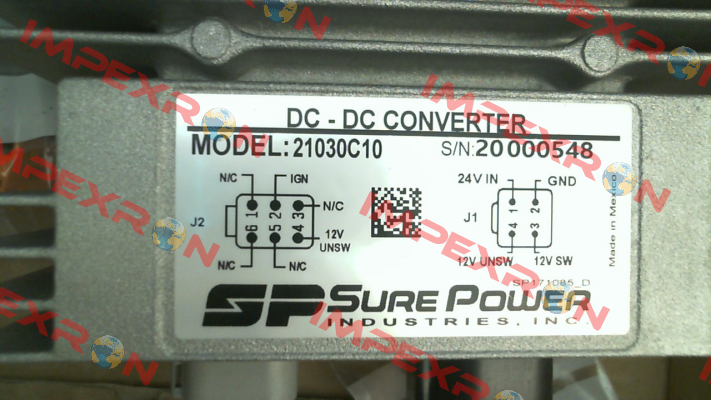 DC - DC CONVERTER
MODEL: 21030C10 S/N: 20000548
N/C IGN
J2
1 2 3
6 5 4
N/C
12V
UNSW
N/C N/C
24V IN GND
J1
1 2
4 3
12V UNSW 12V SW
Made in Mexico
SP171085_D
SP SURE POWER
INDUSTRIES, INC.
IMPEXRON
IMPEXRON
IMPEXRON
IMPEXRON
IMPEXRON
IMPEXRON
IMPEXRON